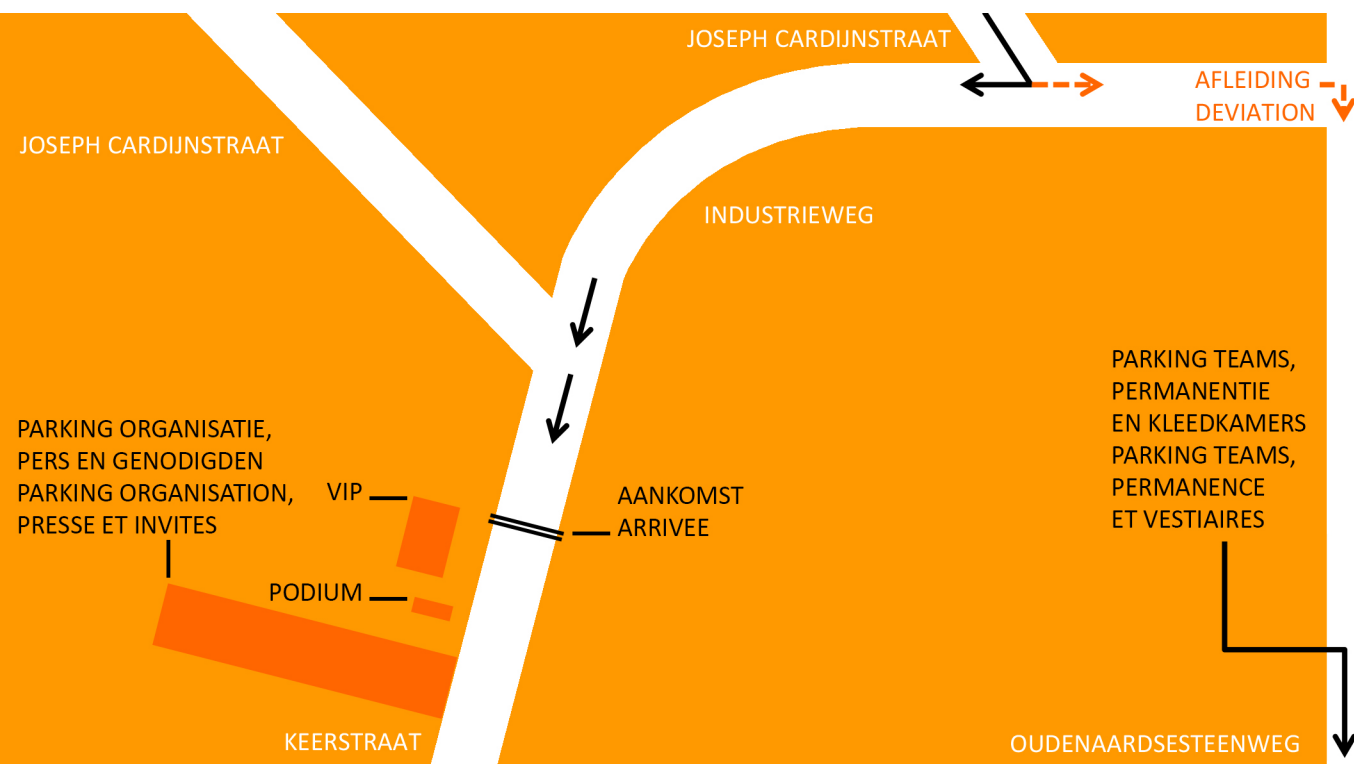 JOSEPH CARDIJNSTRAAT
AFLEIDING
DEVIATION
JOSEPH CARDIJNSTRAAT
INDUSTRIEWEG
PARKING TEAMS,
PERMANENTIE
EN KLEEDKAMERS
PARKING TEAMS,
PERMANENCE
ET VESTIAIRES
PARKING ORGANISATIE,
PERS EN GENODIGDEN
PARKING ORGANISATION,
PRESSE ET INVITES
VIP
AANKOMST
ARRIVEE
PODIUM
KEERSTRAAT
OUDENAARDSESTEENWEG